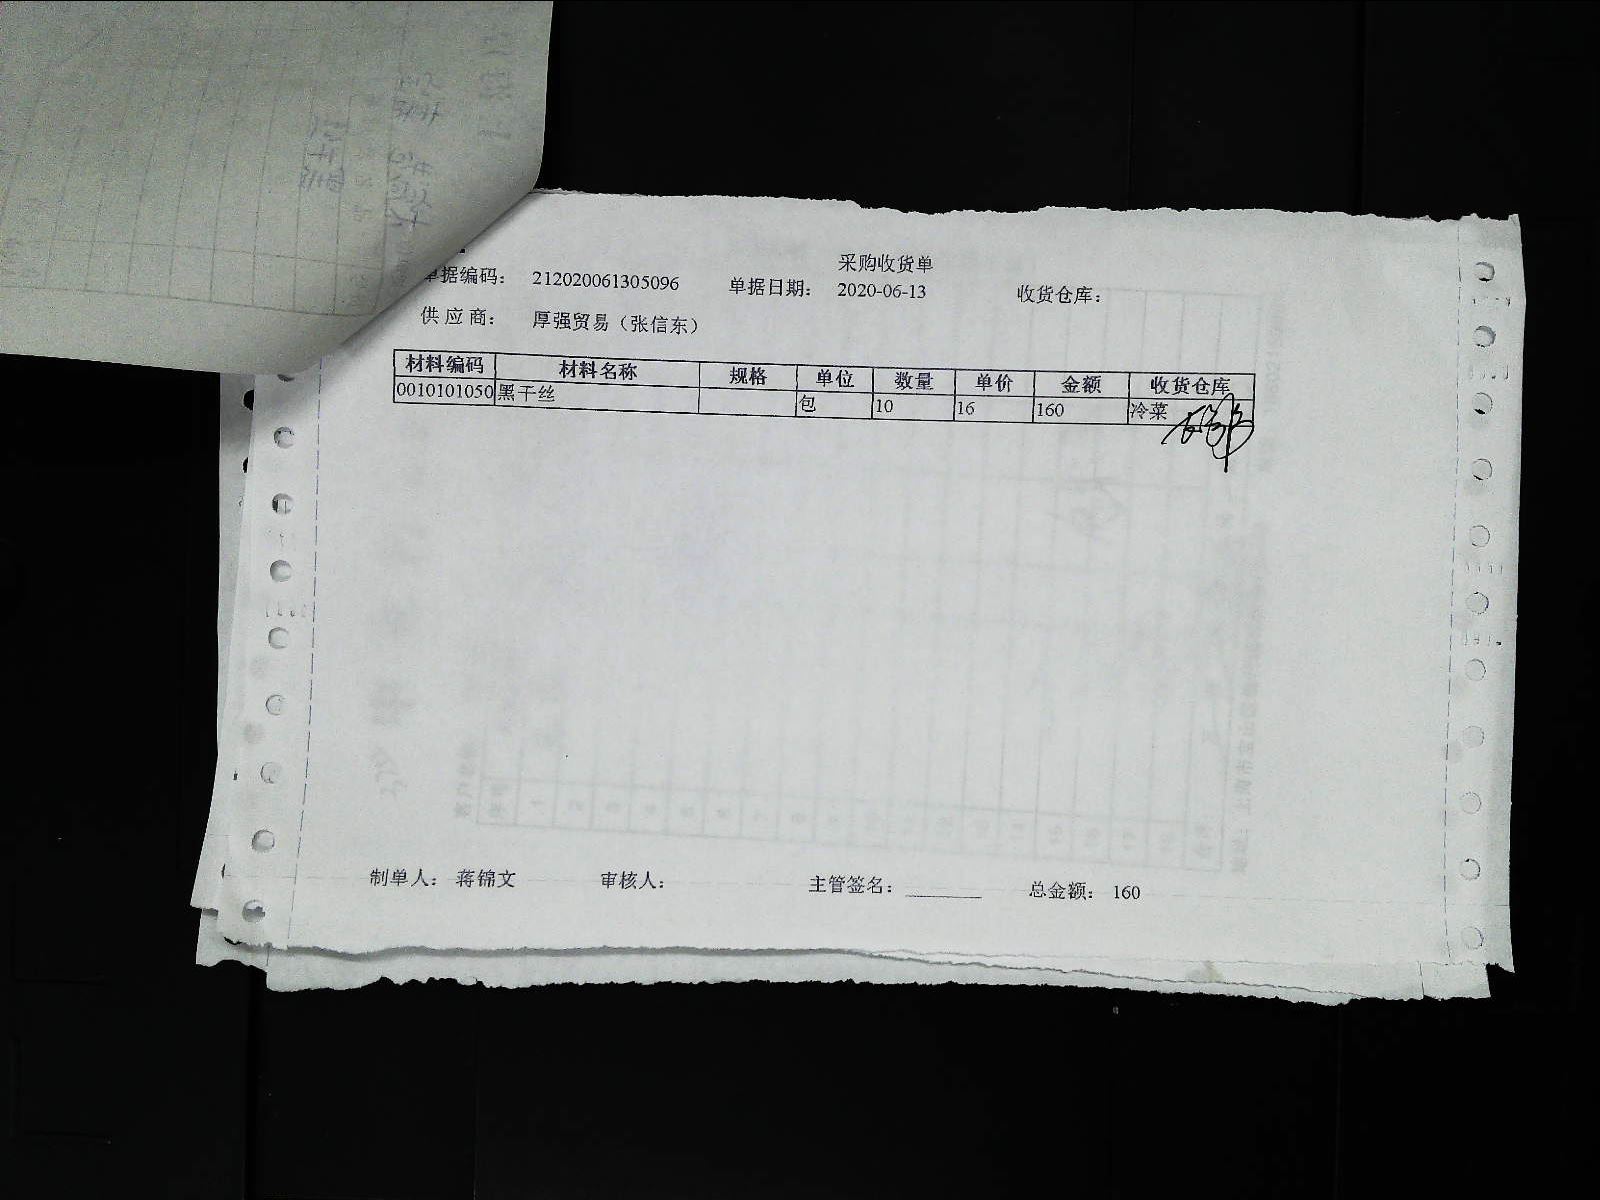 采购收货单
单据编码： 212020061305096 单据日期： 2020-06-13 收货仓库：
供应商： 厚强贸易（张信东）
材料编码 材料名称 规格 单位 数量 单价 金额 收货仓库
0010101050 黑干丝 包 10 16 160 冷菜
制单人： 蒋锦文 审核人： 主管签名： 总金额： 160